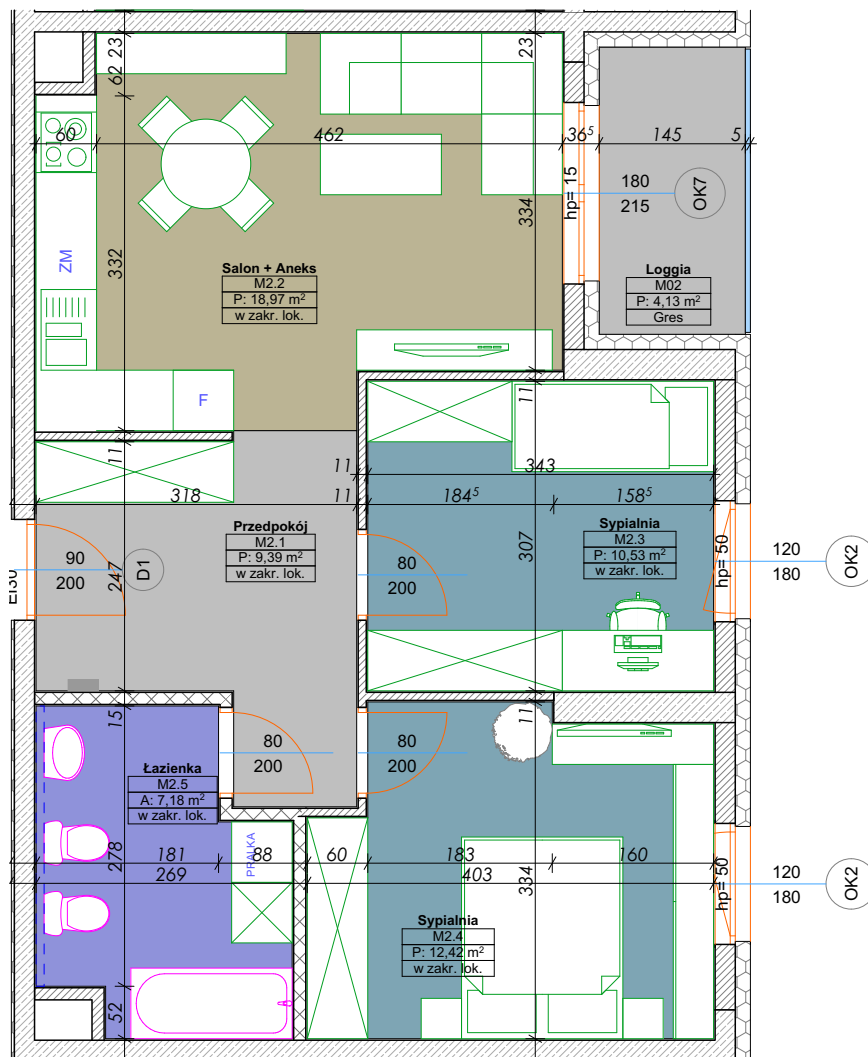 23
23
62
60
462
36⁵
145
5
180
215
OK7
hp= 15
334
332
ZM
Salon + Aneks
M2.2
P: 18,97 m²
w zakr. lok.
Loggia
M02
P: 4,13 m²
Gres
F
11
11
11
343
318
11
184⁵
158⁵
Przedpokój
M2.1
P: 9,39 m²
w zakr. lok.
Sypialnia
M2.3
P: 10,53 m²
w zakr. lok.
307
hp= 50
120
180
OK2
EI30
90
200
247
D1
80
200
15
11
80
200
80
200
Łazienka
M2.5
A: 7,18 m²
w zakr. lok.
PRALKA
278
181
88
60
183
160
269
403
334
hp= 50
120
180
OK2
Sypialnia
M2.4
P: 12,42 m²
w zakr. lok.
52